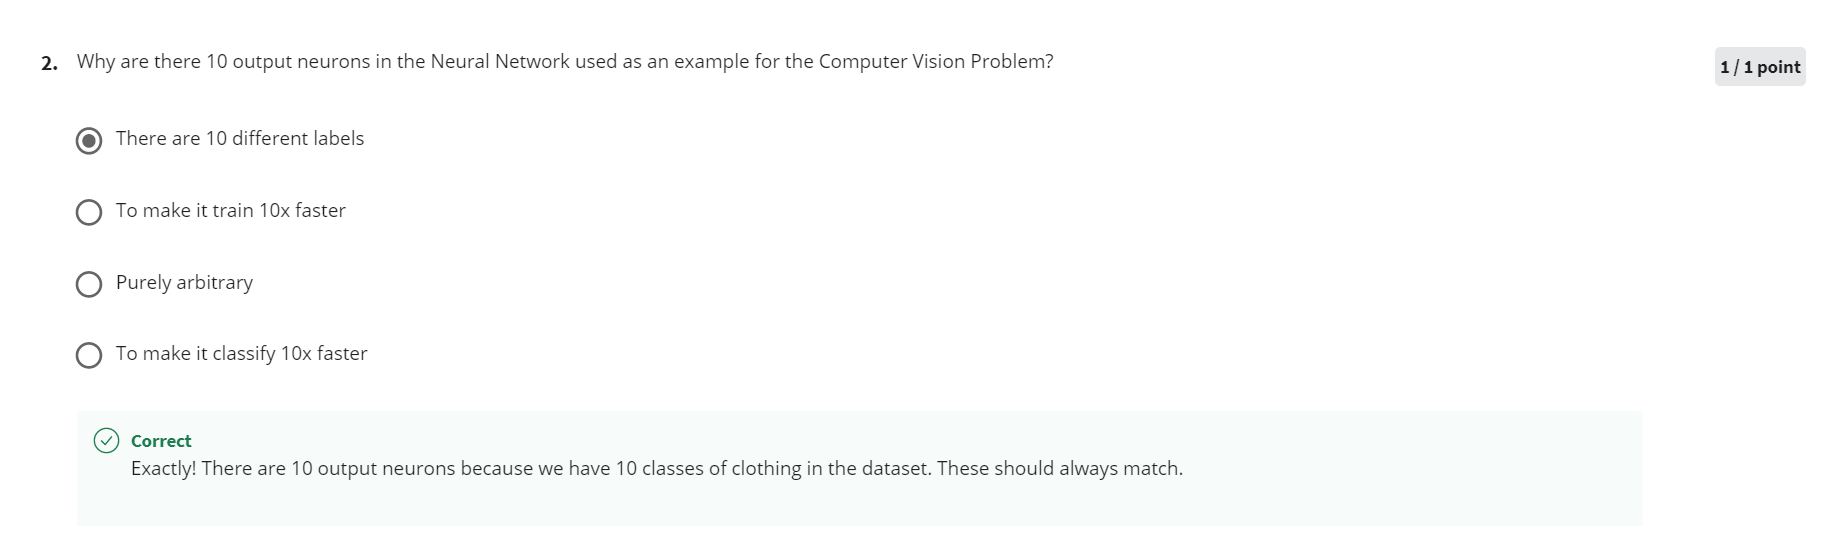 2. Why are there 10 output neurons in the Neural Network used as an example for the Computer Vision Problem?
1 / 1 point
There are 10 different labels
To make it train 10x faster
Purely arbitrary
To make it classify 10x faster
Correct
Exactly! There are 10 output neurons because we have 10 classes of clothing in the dataset. These should always match.